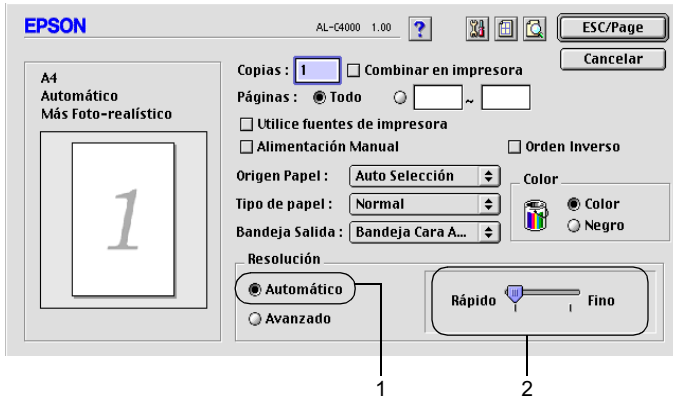 EPSON AL-C4000 1.00 ? ESC/Page
Cancelar
A4
Automático
Más Foto-realístico
1
Copias : 1 Combinar en impresora
Páginas : Todo ~
Utilice fuentes de impresora
Alimentación Manual Orden Inverso
Origen Papel : Auto Selección
Tipo de papel : Normal
Bandeja Salida : Bandeja Cara A...
Color
Color
Negro
Resolución
Automático
Avanzado
Rápido Fino
1 2